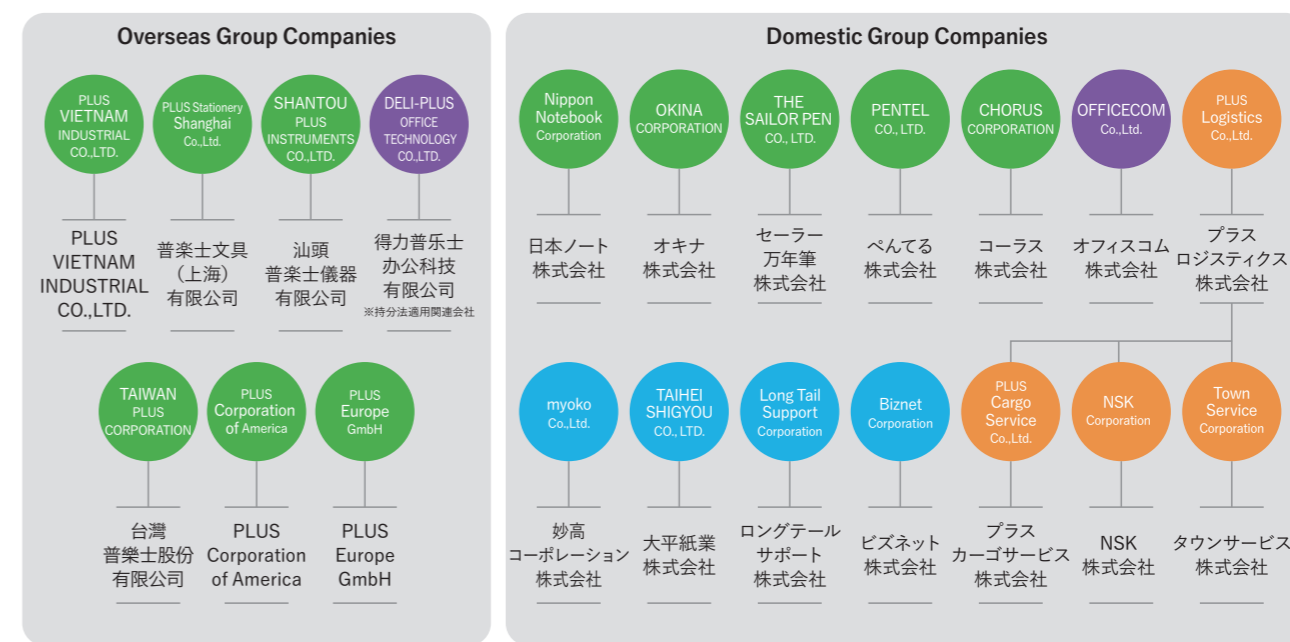 Overseas Group Companies
PLUS
VIETNAM
INDUSTRIAL
CO.,LTD.
PLUS Stationery
Shanghai
Co.,Ltd.
SHANTOU
PLUS
INSTRUMENTS
CO.,LTD.
DELI-PLUS
OFFICE
TECHNOLOGY
CO.,LTD.
PLUS
VIETNAM
INDUSTRIAL
CO.,LTD.
普楽士文具
（上海）
有限公司
汕頭
普楽士儀器
有限公司
得力普乐士
办公科技
有限公司
※持分法適用関連会社
TAIWAN
PLUS
CORPORATION
PLUS
Corporation
of America
PLUS
Europe
GmbH
台灣
普樂士股份
有限公司
PLUS
Corporation
of America
PLUS
Europe
GmbH
Domestic Group Companies
Nippon
Notebook
Corporation
OKINA
CORPORATION
THE
SAILOR PEN
CO., LTD.
PENTEL
CO., LTD.
CHORUS
CORPORATION
OFFICECOM
Co.,Ltd.
PLUS
Logistics
Co.,Ltd.
日本ノート
株式会社
オキナ
株式会社
セーラー
万年筆
株式会社
ぺんてる
株式会社
コーラス
株式会社
オフィスコム
株式会社
プラス
ロジスティクス
株式会社
myoko
Co.,Ltd.
TAIHEI
SHIGYOU
CO., LTD.
Long Tail
Support
Corporation
Biznet
Corporation
PLUS
Cargo
Service
Co.,Ltd.
NSK
Corporation
Town
Service
Corporation
妙高
コーポレーション
株式会社
大平紙業
株式会社
ロングテール
サポート
株式会社
ビズネット
株式会社
プラス
カーゴサービス
株式会社
NSK
株式会社
タウンサービス
株式会社